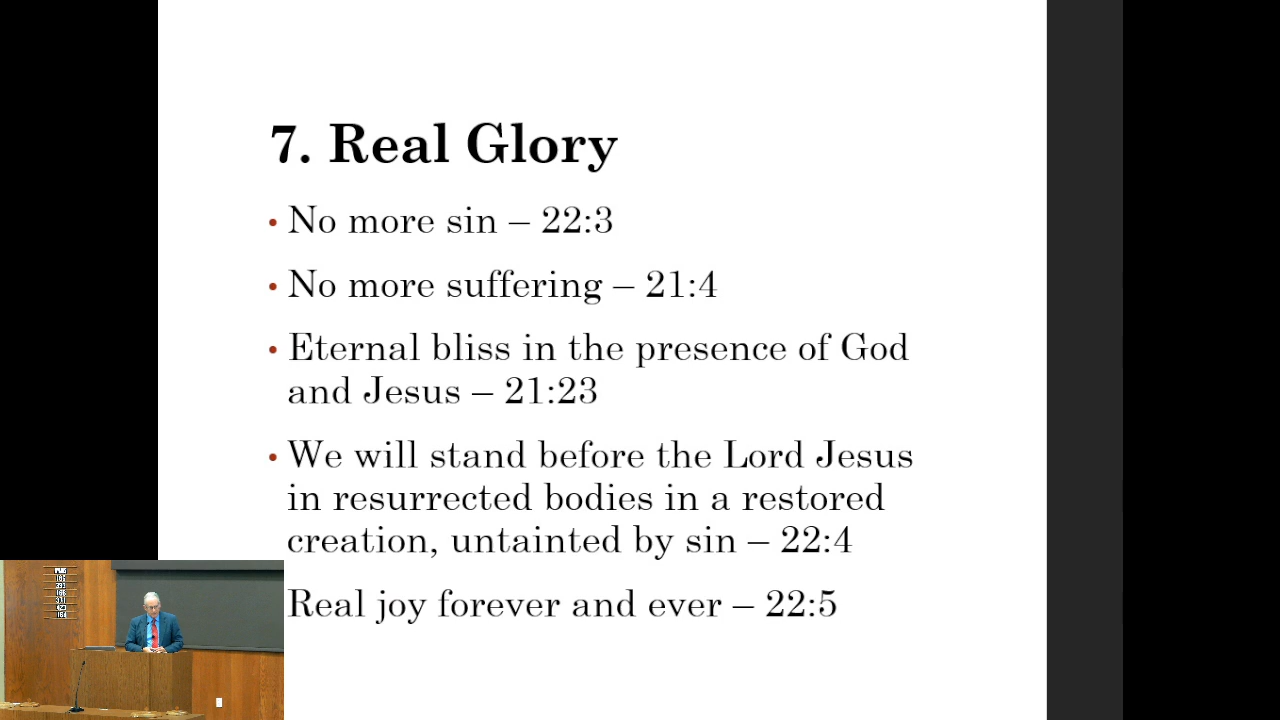 7. Real Glory
• No more sin – 22:3
• No more suffering – 21:4
• Eternal bliss in the presence of God
and Jesus – 21:23
• We will stand before the Lord Jesus
in resurrected bodies in a restored
creation, untainted by sin – 22:4
Real joy forever and ever – 22:5